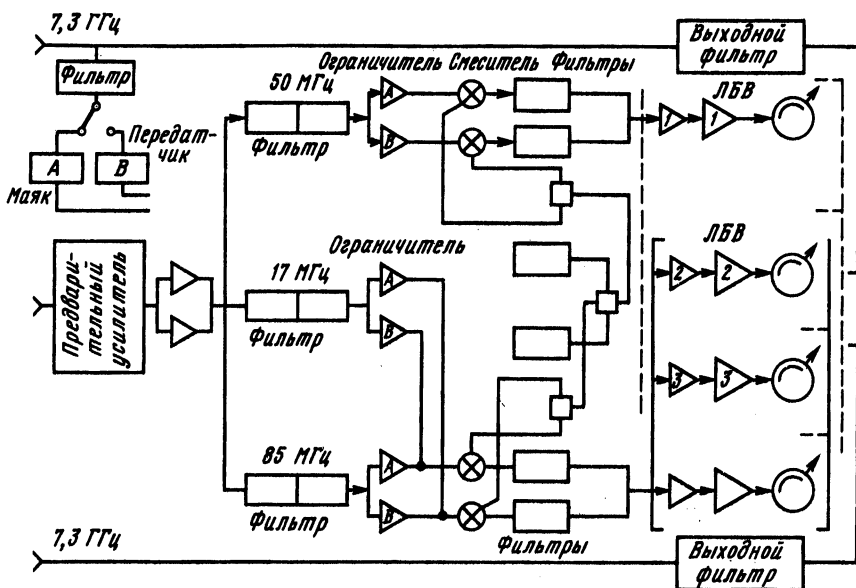 7,3 ГГц
Выходной
фильтр
Фильтр
Ограничитель Смеситель Фильтры
50 МГц
ЛБВ
А
1
1
Передат-
чик
В
Фильтр
А
В
Маяк
Ограничитель
ЛБВ
17 МГц
А
2
2
Предвари-
тельный
усилитель
В
Фильтр
3
3
85 МГц
А
В
Фильтр
Фильтры
7,3 ГГц
Выходной
фильтр